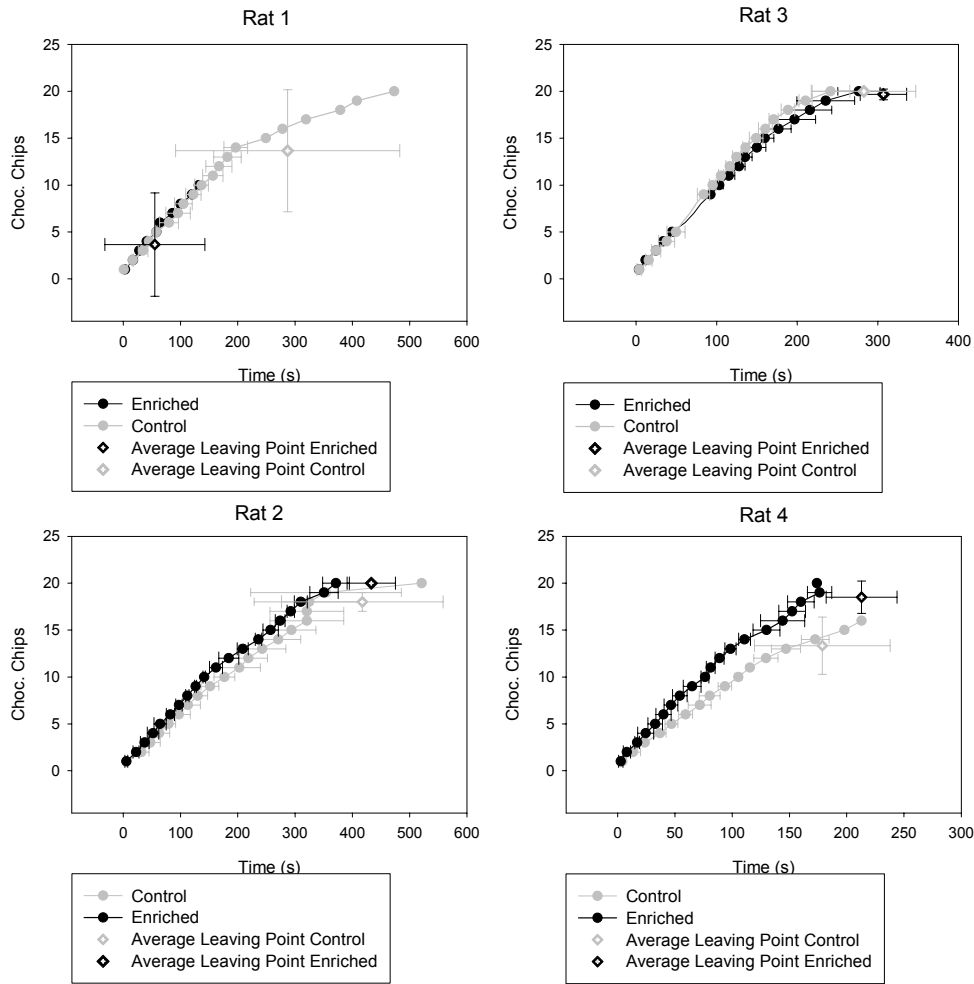 Rat 1
25
20
15
10
5
0
Choc. Chips
0 100 200 300 400 500 600
Time (s)
Enriched
Control
Average Leaving Point Enriched
Average Leaving Point Control
Rat 3
25
20
15
10
5
0
Choc. Chips
0 100 200 300 400
Time (s)
Enriched
Control
Average Leaving Point Enriched
Average Leaving Point Control
Rat 2
25
20
15
10
5
0
Choc. Chips
0 100 200 300 400 500 600
Time (s)
Control
Enriched
Average Leaving Point Control
Average Leaving Point Enriched
Rat 4
25
20
15
10
5
0
Choc. Chips
0 50 100 150 200 250 300
Time (s)
Control
Enriched
Average Leaving Point Control
Average Leaving Point Enriched